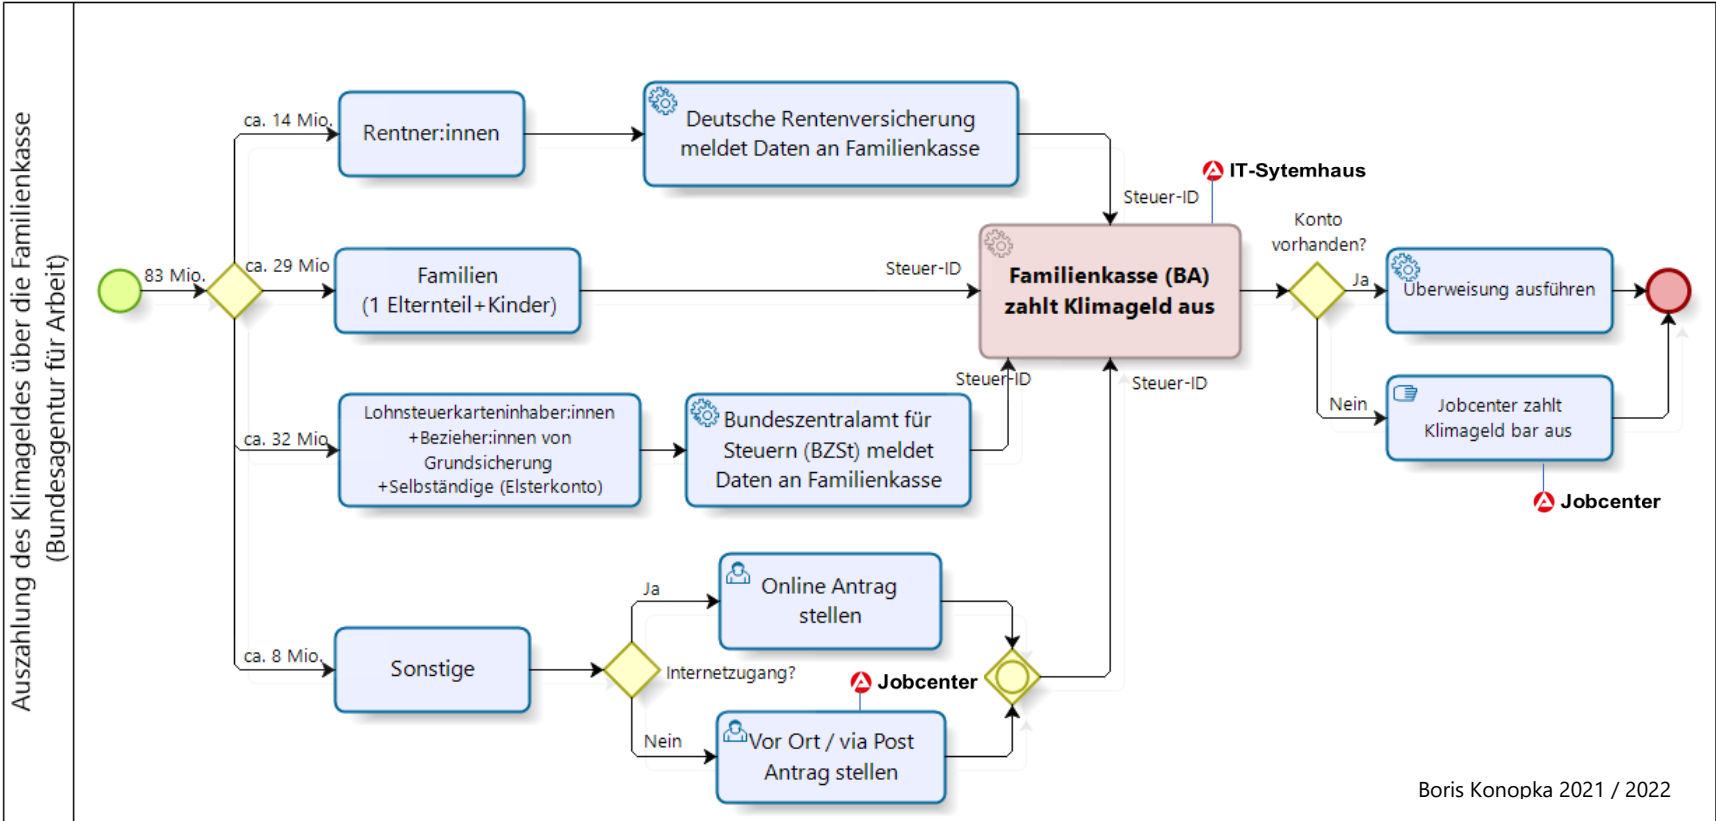 Auszahlung des Klimageldes über die Familienkasse
(Bundesagentur für Arbeit)
83 Mio.
ca. 14 Mio.
Rentner:innen
Deutsche Rentenversicherung
meldet Daten an Familienkasse
Steuer-ID
IT-Sytemhaus
ca. 29 Mio
Familien
(1 Elternteil+Kinder)
Steuer-ID
Familienkasse (BA)
zahlt Klimageld aus
Konto
vorhanden?
Ja
Überweisung ausführen
Nein
Jobcenter zahlt
Klimageld bar aus
Jobcenter
ca. 32 Mio
Lohnsteuerkarteninhaber:innen
+Bezieher:innen von
Grundsicherung
+Selbständige (Elsterkonto)
Bundeszentralamt für
Steuern (BZSt) meldet
Daten an Familienkasse
Steuer-ID
Steuer-ID
ca. 8 Mio.
Sonstige
Internetzugang?
Ja
Online Antrag
stellen
Nein
Jobcenter
Vor Ort / via Post
Antrag stellen
Boris Konopka 2021 / 2022